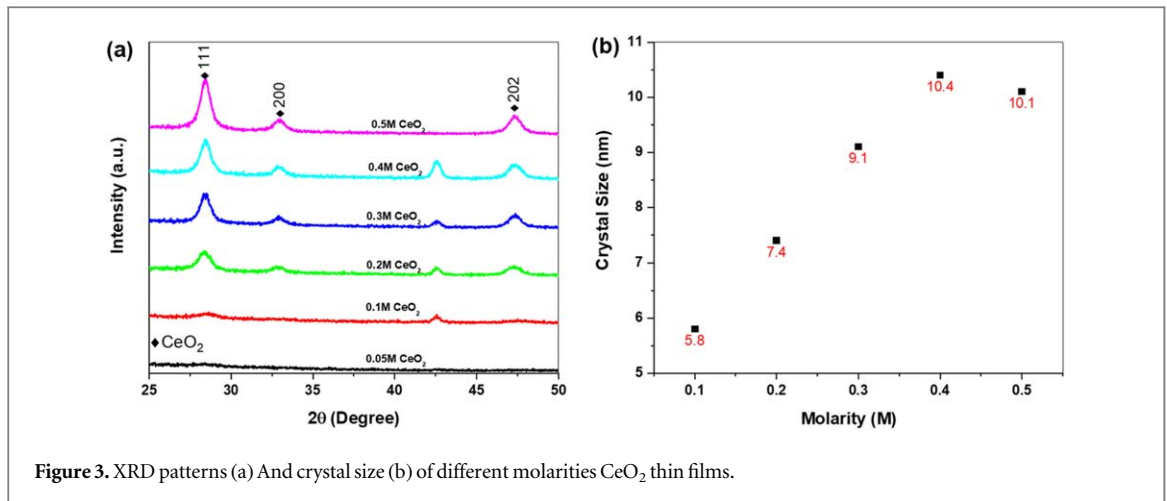 (a)
111
200
202
0.5M CeO₂
0.4M CeO₂
0.3M CeO₂
0.2M CeO₂
0.1M CeO₂
0.05M CeO₂
◆CeO₂
Intensity (a.u.)
25 30 35 40 45 50
2θ (Degree)
(b)
11
10
9
8
7
6
5
Crystal Size (nm)
5.8
7.4
9.1
10.4
10.1
0.1 0.2 0.3 0.4 0.5
Molarity (M)
Figure 3. XRD patterns (a) And crystal size (b) of different molarities CeO₂ thin films.